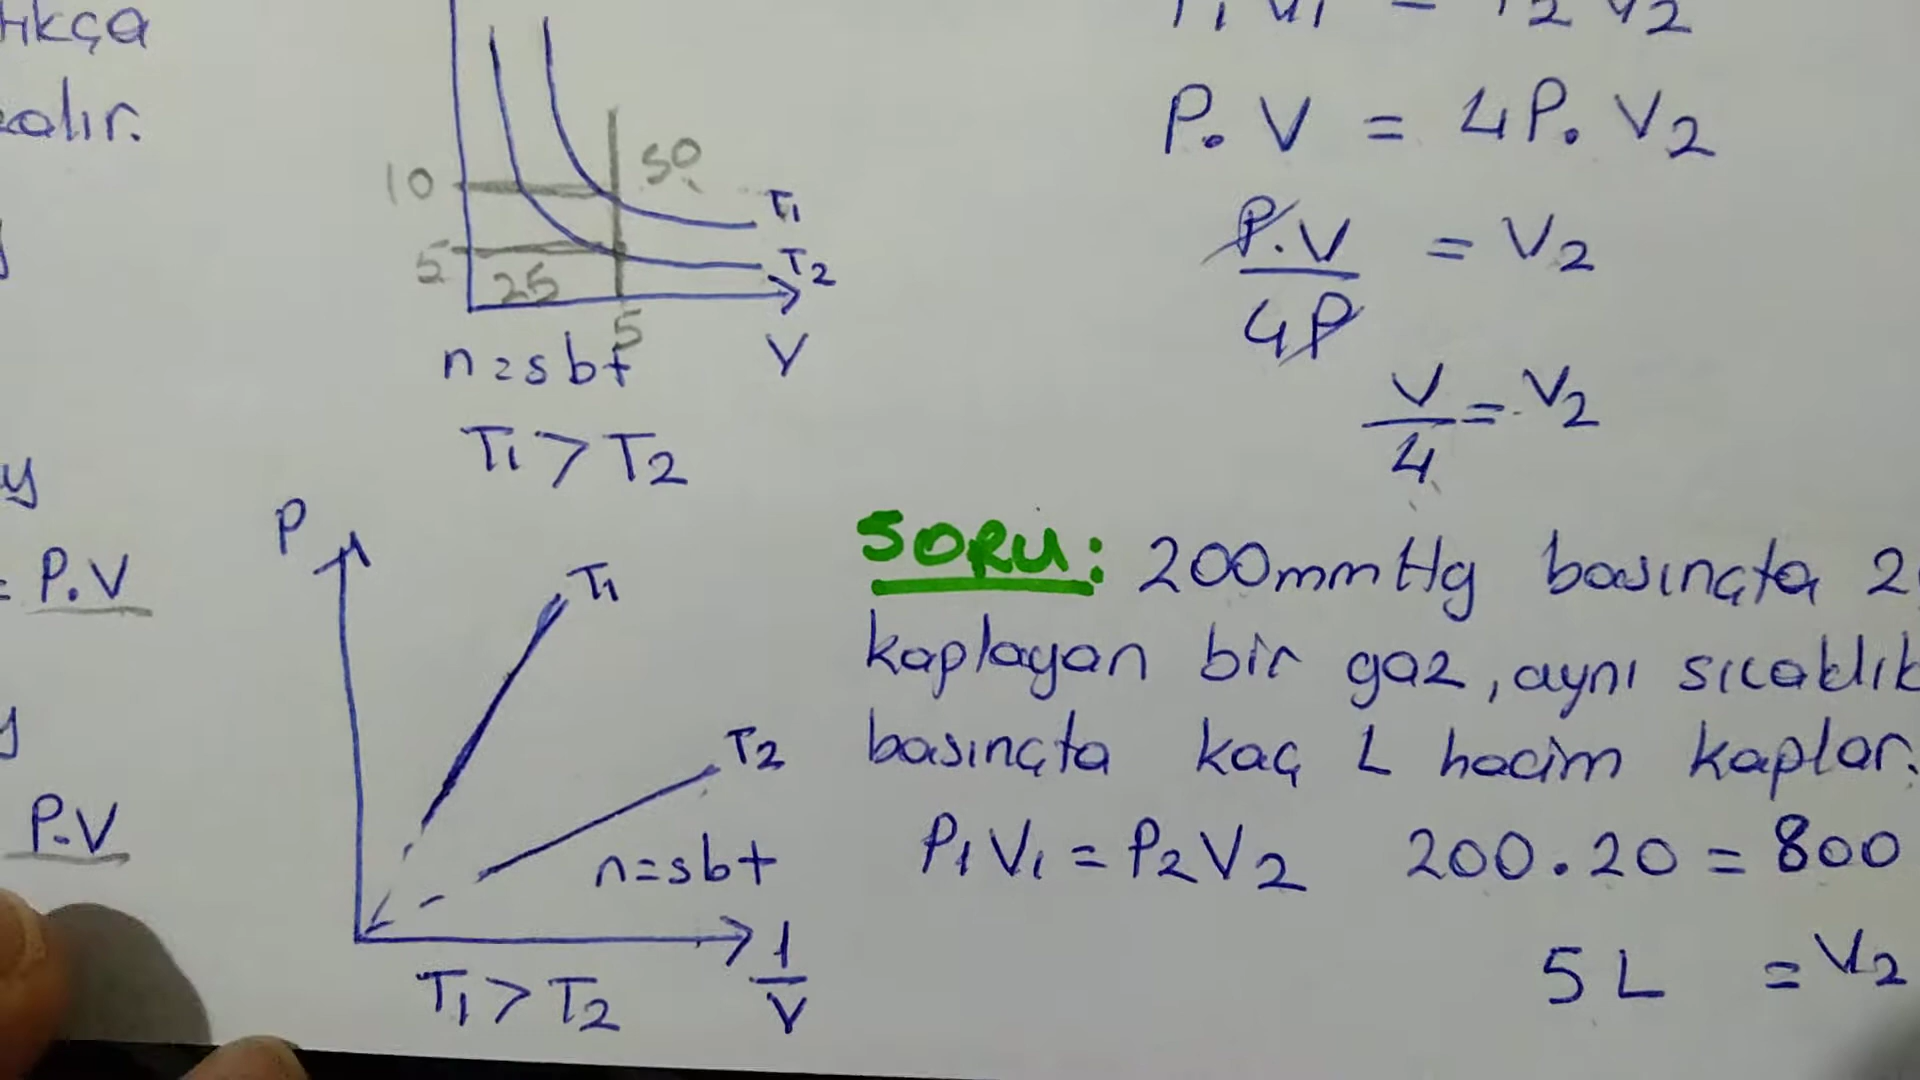 alır.
10
50
T1
T2
5
25
5
n=sbt
V
T1 > T2
y
= P.V
P.V
P
T1
T2
n=sbt
1
V
T1 > T2
P. V = 4P. V2
P.V = V2
4P
V = V2
4
SORU: 200mmHg basınçta 2
kaplayan bir gaz, aynı sıcaklık
basınçta kaç L hacim kaplar.
P1V1 = P2V2 200.20 = 800
5 L = V2